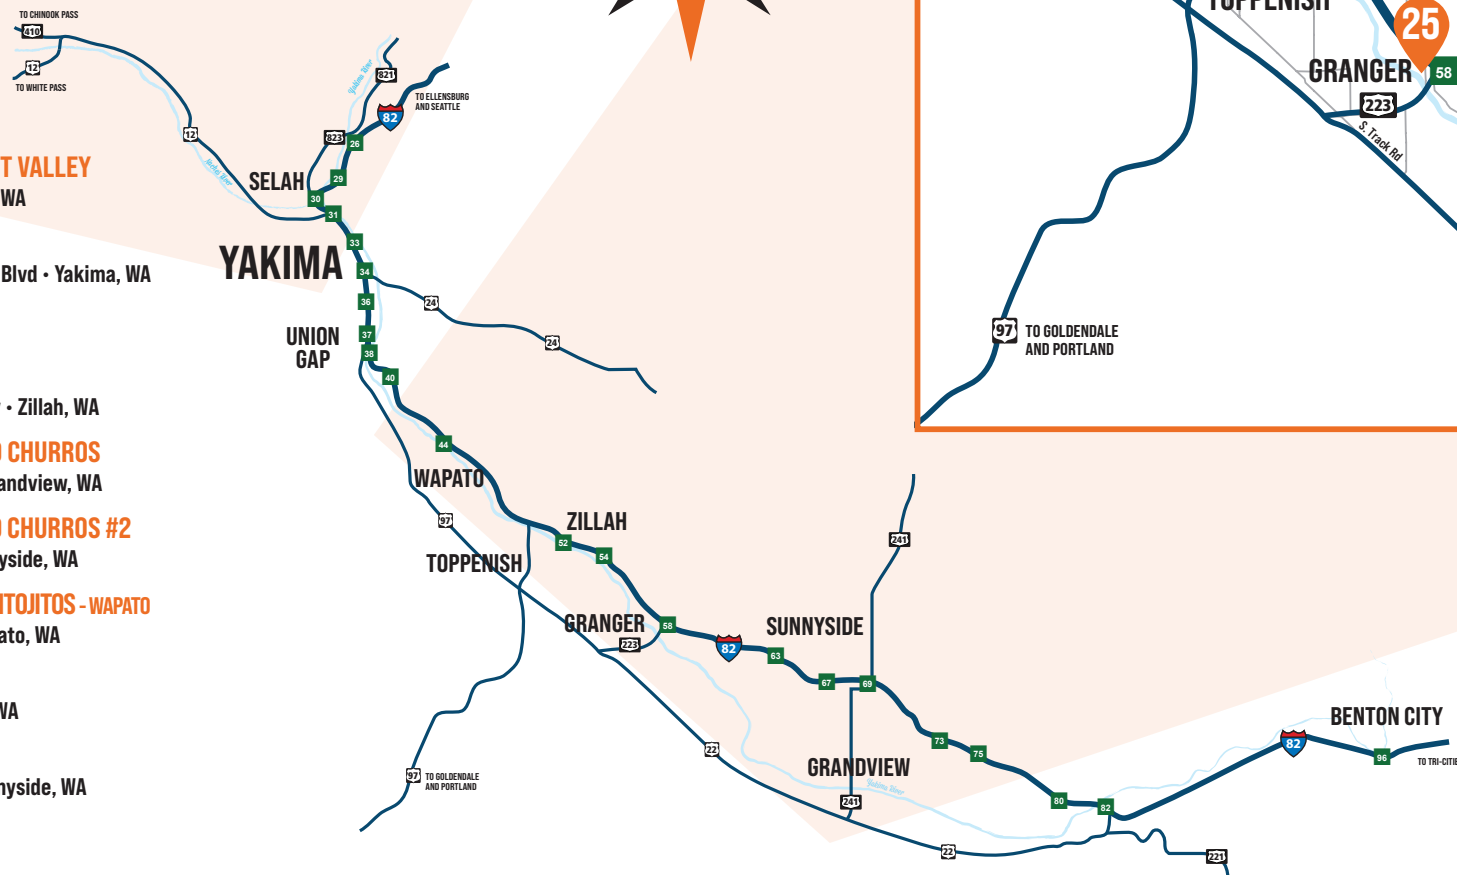 TO CHINOOK PASS
410
12
TO WHITE PASS
12
Yakima River
821
TO ELLENSBURG
AND SEATTLE
82
823
26
29
SELAH
30
31
33
YAKIMA
34
24
24
36
37
UNION
GAP
38
40
44
WAPATO
97
ZILLAH
52
54
TOPPENISH
GRANGER
223
58
82
SUNNYSIDE
63
67
69
241
22
73
75
GRANDVIEW
Yakima River
241
80
82
22
221
82
BENTON CITY
96
TO TRI-CITIE
97
TO GOLDENDALE
AND PORTLAND
T VALLEY
WA
Blvd • Yakima, WA
• Zillah, WA
CHURROS
andview, WA
CHURROS #2
yside, WA
ITOJITOS - WAPATO
ato, WA
WA
nyside, WA
TOPPENISH
25
GRANGER
58
223
S. Track Rd
97
TO GOLDENDALE
AND PORTLAND